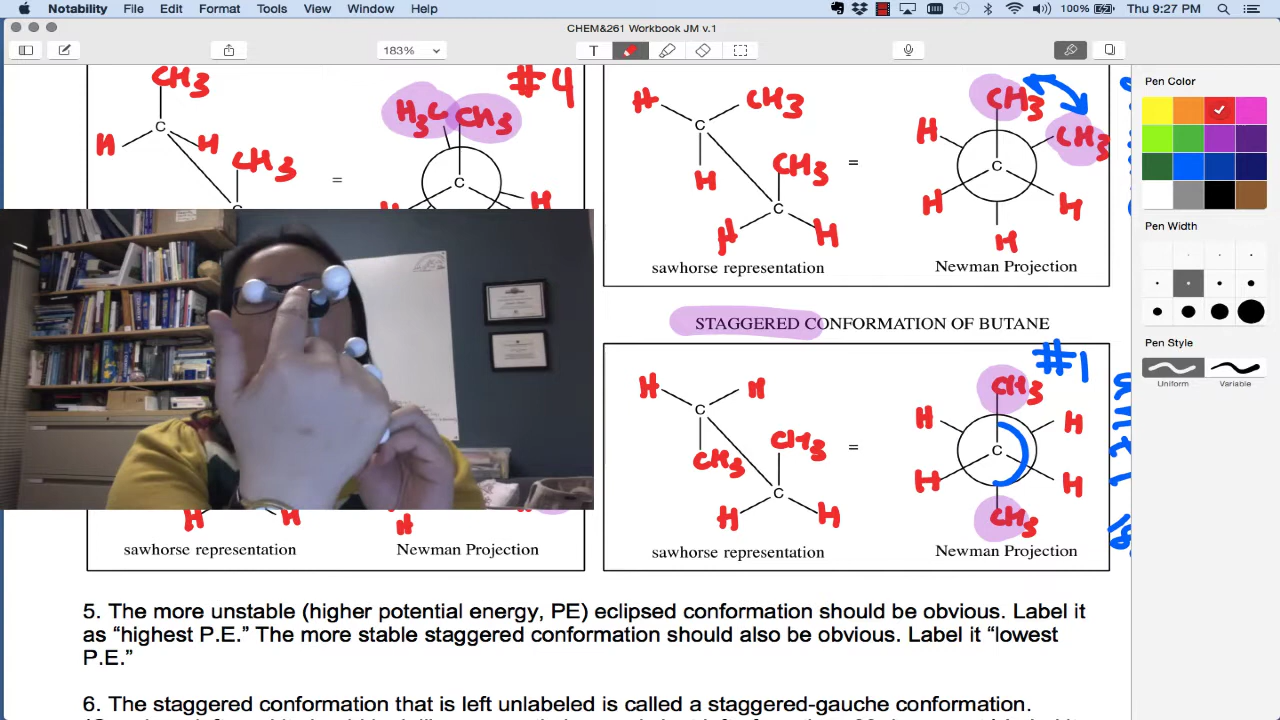 Notability File Edit Format Tools View Window Help 100% Thu 9:27 PM
CHEM&261 Workbook JM v.1
183% T
CH3 #4
H H
CH3
=
H3C CH3
C
C
H
H CH3
C
H
CH3
C
H H
sawhorse representation
=
CH3
CH3
H
C
H H
H
Newman Projection
STAGGERED CONFORMATION OF BUTANE
H H
C
CH3
CH3
C
H H
sawhorse representation
=
#1
CH3
H H
C
H H
CH3
Newman Projection
H H
sawhorse representation
H
Newman Projection
5. The more unstable (higher potential energy, PE) eclipsed conformation should be obvious. Label it
as “highest P.E.” The more stable staggered conformation should also be obvious. Label it “lowest
P.E.”
6. The staggered conformation that is left unlabeled is called a staggered-gauche conformation.
Pen Color
Pen Width
Pen Style
Uniform Variable